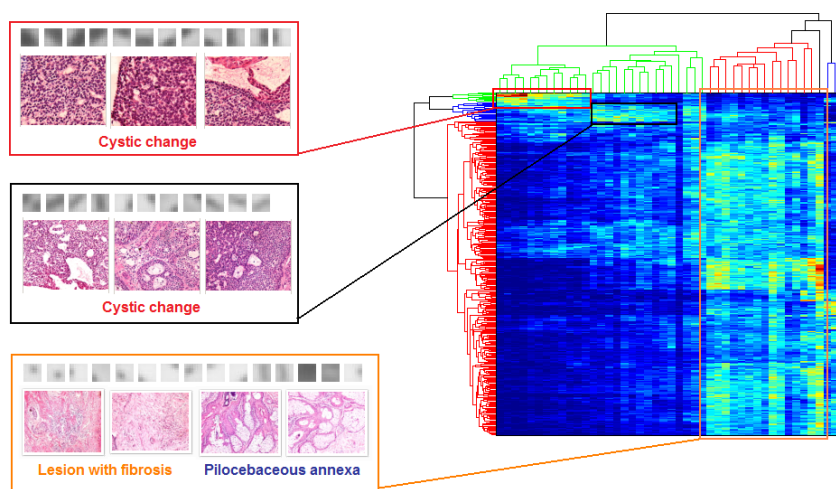 Cystic change
Cystic change
Lesion with fibrosis
Pilocebaceous annexa